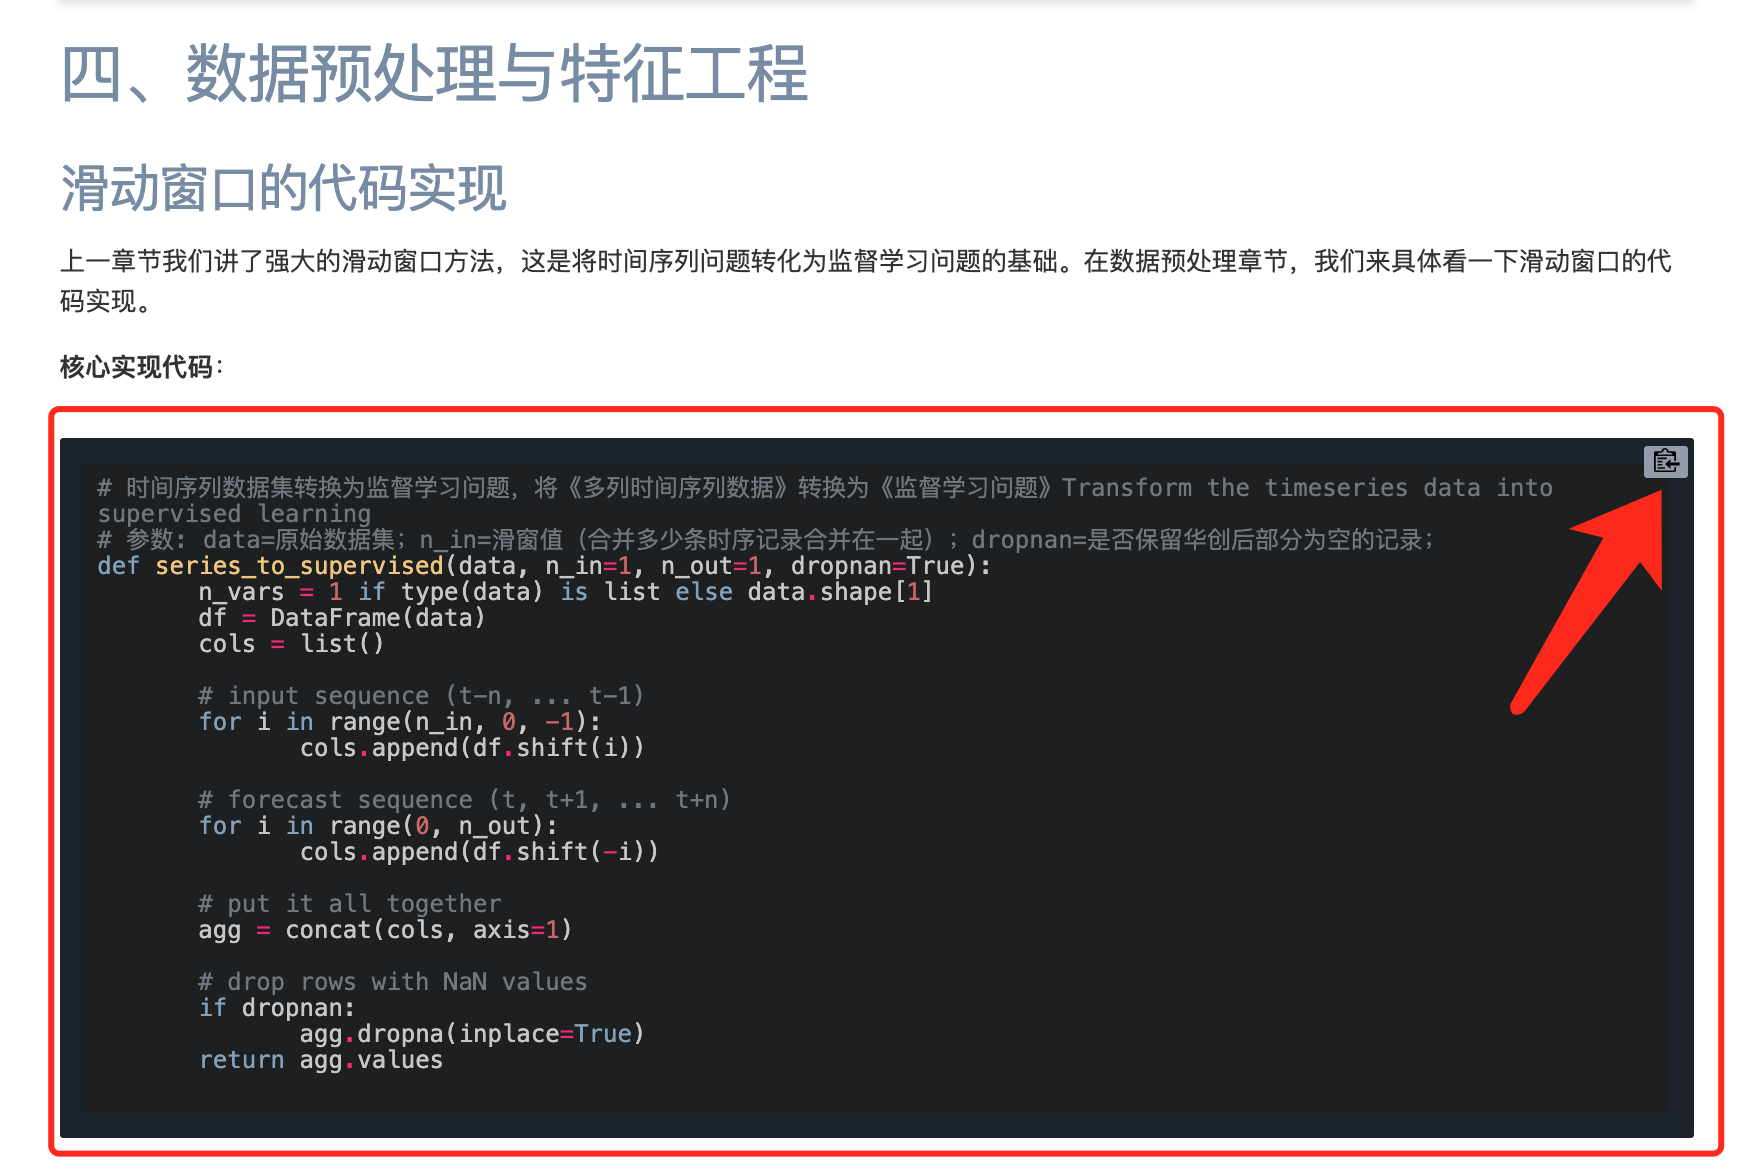 四、数据预处理与特征工程
滑动窗口的代码实现
上一章节我们讲了强大的滑动窗口方法，这是将时间序列问题转化为监督学习问题的基础。在数据预处理章节，我们来具体看一下滑动窗口的代
码实现。
核心实现代码：
# 时间序列数据集转换为监督学习问题，将《多列时间序列数据》转换为《监督学习问题》Transform the timeseries data into
supervised learning
# 参数: data=原始数据集; n_in=滑窗值（合并多少条时序记录合并在一起）; dropnan=是否保留华创后部分为空的记录;
def series_to_supervised(data, n_in=1, n_out=1, dropnan=True):
n_vars = 1 if type(data) is list else data.shape[1]
df = DataFrame(data)
cols = list()
# input sequence (t-n, ... t-1)
for i in range(n_in, 0, -1):
cols.append(df.shift(i))
# forecast sequence (t, t+1, ... t+n)
for i in range(0, n_out):
cols.append(df.shift(-i))
# put it all together
agg = concat(cols, axis=1)
# drop rows with NaN values
if dropnan:
agg.dropna(inplace=True)
return agg.values